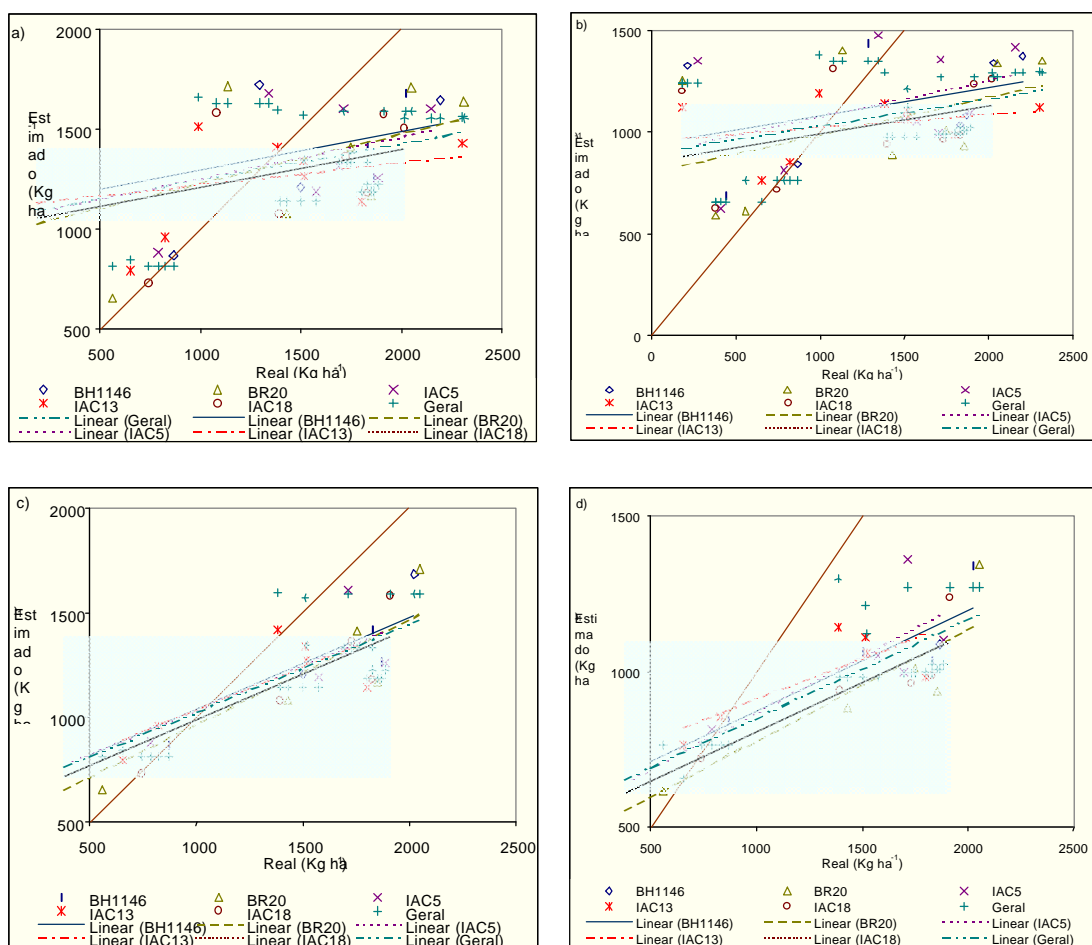 a)
2000
1500
1000
500
Est
im
ad
o
(Kg
ha
500 1000 1500 2000 2500
Real (Kg ha
BH1146 BR20 IAC5
IAC13 IAC18 Geral
Linear (Geral) Linear (BH1146) Linear (BR20)
Linear (IAC5) Linear (IAC13) Linear (IAC18)
b)
1500
1000
500
0
Est
im
ad
o
(K
g
0 500 1000 1500 2000 2500
Real (Kg ha⁻¹)
BH1146 BR20 IAC5
IAC13 IAC18 Geral
Linear (BH1146) Linear (BR20) Linear (IAC5)
Linear (IAC13) Linear (IAC18) Linear (Geral)
c)
2000
1500
1000
500
Est
im
ad
o
(K
g
ha
500 1000 1500 2000 2500
Real (Kg ha
BH1146 BR20 IAC5
IAC13 IAC18 Geral
Linear (BH1146) Linear (BR20) Linear (IAC5)
Linear (IAC13) Linear (IAC18) Linear (Geral)
d)
1500
1000
500
Esti
ma
do
(Kg
ha
500 1000 1500 2000 2500
Real (Kg ha⁻¹)
BH1146 BR20 IAC5
IAC13 IAC18 Geral
Linear (BH1146) Linear (BR20) Linear (IAC5)
Linear (IAC13) Linear (IAC18) Linear (Geral)